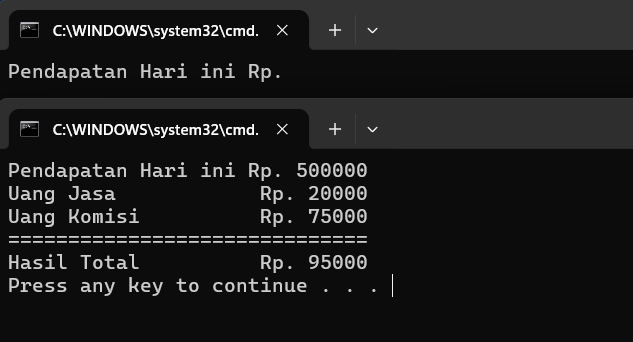 C:\WINDOWS\system32\cmd.
Pendapatan Hari ini Rp.
C:\WINDOWS\system32\cmd.
Pendapatan Hari ini Rp. 500000
Uang Jasa            Rp. 20000
Uang Komisi          Rp. 75000
==============================
Hasil Total          Rp. 95000
Press any key to continue . . .